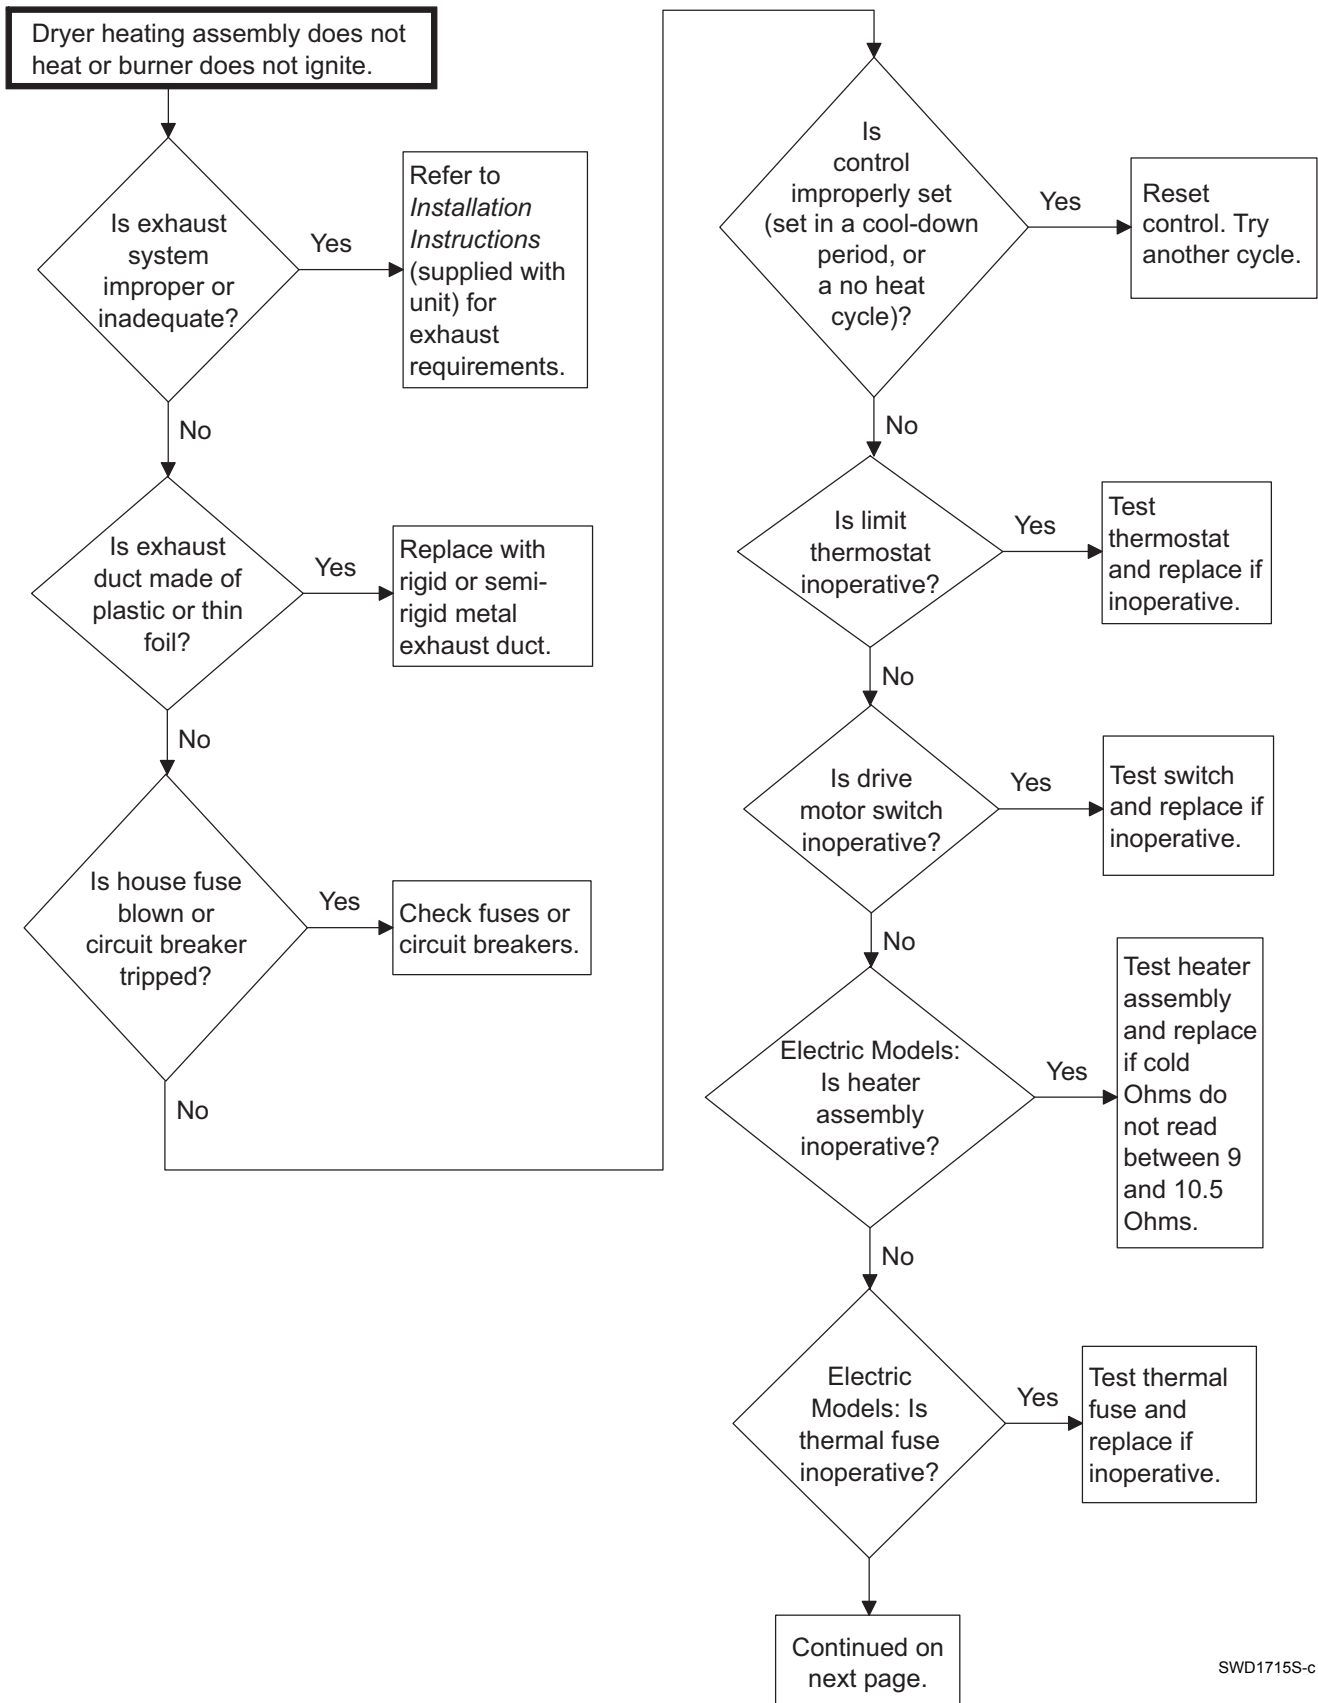 Dryer heating assembly does not
heat or burner does not ignite.
Is exhaust
system
improper or
inadequate?
Yes
Refer to
Installation
Instructions
(supplied with
unit) for
exhaust
requirements.
No
Is exhaust
duct made of
plastic or thin
foil?
Yes
Replace with
rigid or semi-
rigid metal
exhaust duct.
No
Is house fuse
blown or
circuit breaker
tripped?
Yes
Check fuses or
circuit breakers.
No
Is
control
improperly set
(set in a cool-down
period, or
a no heat
cycle)?
Yes
Reset
control. Try
another cycle.
No
Is limit
thermostat
inoperative?
Yes
Test
thermostat
and replace if
inoperative.
No
Is drive
motor switch
inoperative?
Yes
Test switch
and replace if
inoperative.
No
Electric Models:
Is heater
assembly
inoperative?
Yes
Test heater
assembly
and replace
if cold
Ohms do
not read
between 9
and 10.5
Ohms.
No
Electric
Models: Is
thermal fuse
inoperative?
Yes
Test thermal
fuse and
replace if
inoperative.
Continued on
next page.
SWD1715S-c